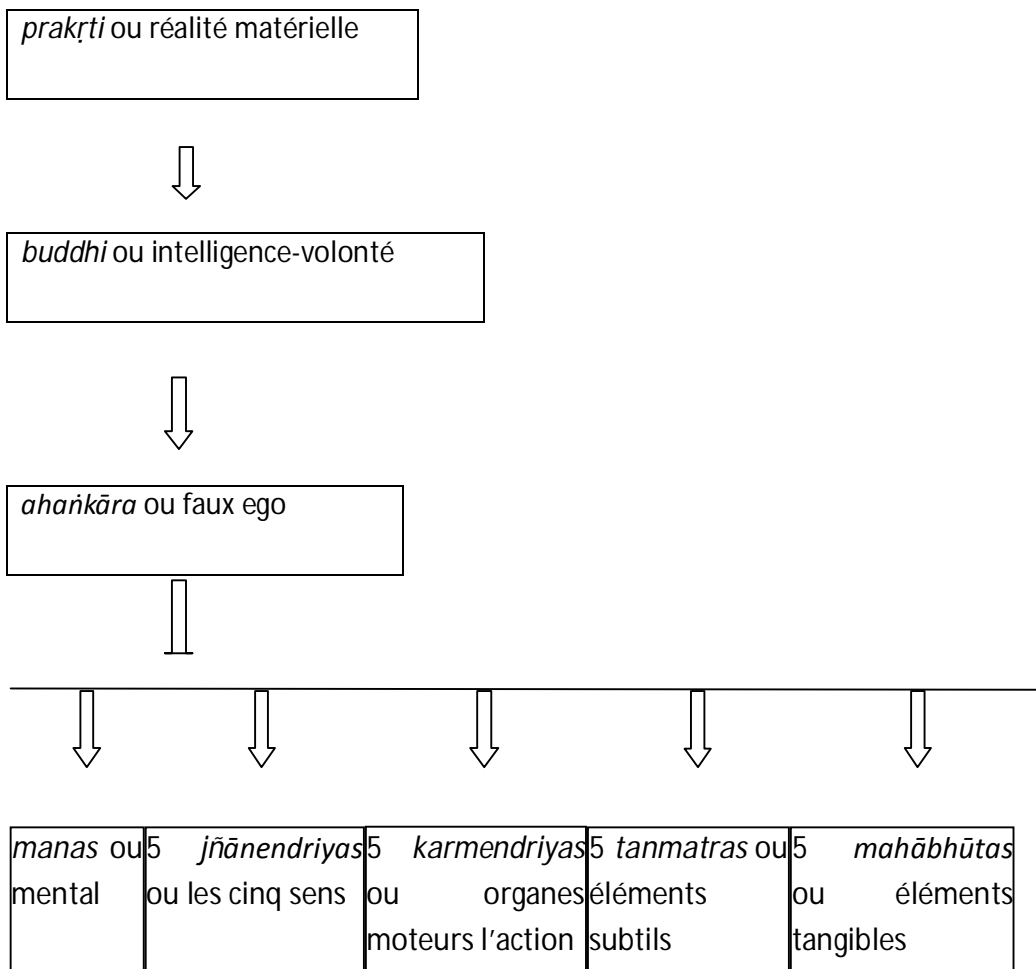 prakṛti ou réalité matérielle
buddhi ou intelligence-volonté
ahaṅkāra ou faux ego
manas ou
mental
5 jñānendriyas
ou les cinq sens
5 karmendriyas
ou organes
moteurs l’action
5 tanmatras ou
éléments
subtils
5 mahābhūtas
ou éléments
tangibles